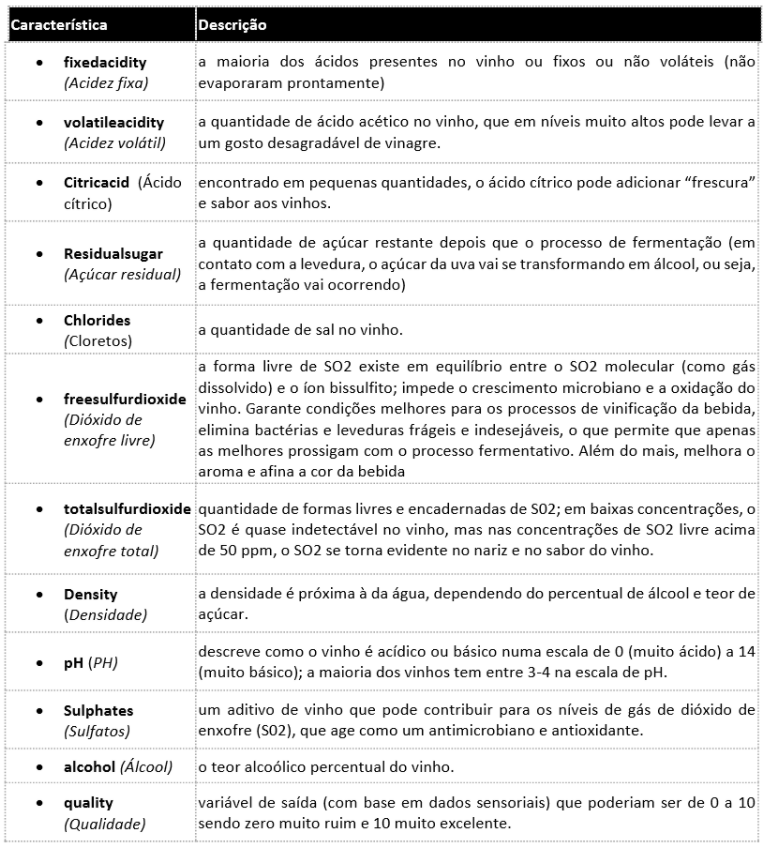 Característica Descrição
• fixedacidity
(Acidez fixa)
a maioria dos ácidos presentes no vinho ou fixos ou não voláteis (não
evaporaram prontamente)
• volatileacidity
(Acidez volátil)
a quantidade de ácido acético no vinho, que em níveis muito altos pode levar a
um gosto desagradável de vinagre.
• Citricacid (Ácido
cítrico)
encontrado em pequenas quantidades, o ácido cítrico pode adicionar “frescura”
e sabor aos vinhos.
• Residualsugar
(Açúcar residual)
a quantidade de açúcar restante depois que o processo de fermentação (em
contato com a levedura, o açúcar da uva vai se transformando em álcool, ou seja,
a fermentação vai ocorrendo)
• Chlorides
(Cloretos)
a quantidade de sal no vinho.
• freesulfurdioxide
(Dióxido de
enxofre livre)
a forma livre de SO2 existe em equilíbrio entre o SO2 molecular (como gás
dissolvido) e o íon bissulfito; impede o crescimento microbiano e a oxidação do
vinho. Garante condições melhores para os processos de vinificação da bebida,
elimina bactérias e leveduras frágeis e indesejáveis, o que permite que apenas
as melhores prossigam com o processo fermentativo. Além do mais, melhora o
aroma e afina a cor da bebida
• totalsulfurdioxide
(Dióxido de
enxofre total)
quantidade de formas livres e encadernadas de S02; em baixas concentrações, o
SO2 é quase indetectável no vinho, mas nas concentrações de SO2 livre acima
de 50 ppm, o SO2 se torna evidente no nariz e no sabor do vinho.
• Density
(Densidade)
a densidade é próxima à da água, dependendo do percentual de álcool e teor de
açúcar.
• pH (PH)
descreve como o vinho é acídico ou básico numa escala de 0 (muito ácido) a 14
(muito básico); a maioria dos vinhos tem entre 3-4 na escala de pH.
• Sulphates
(Sulfatos)
um aditivo de vinho que pode contribuir para os níveis de gás de dióxido de
enxofre (S02), que age como um antimicrobiano e antioxidante.
• alcohol (Álcool)
o teor alcoólico percentual do vinho.
• quality
(Qualidade)
variável de saída (com base em dados sensoriais) que poderiam ser de 0 a 10
sendo zero muito ruim e 10 muito excelente.